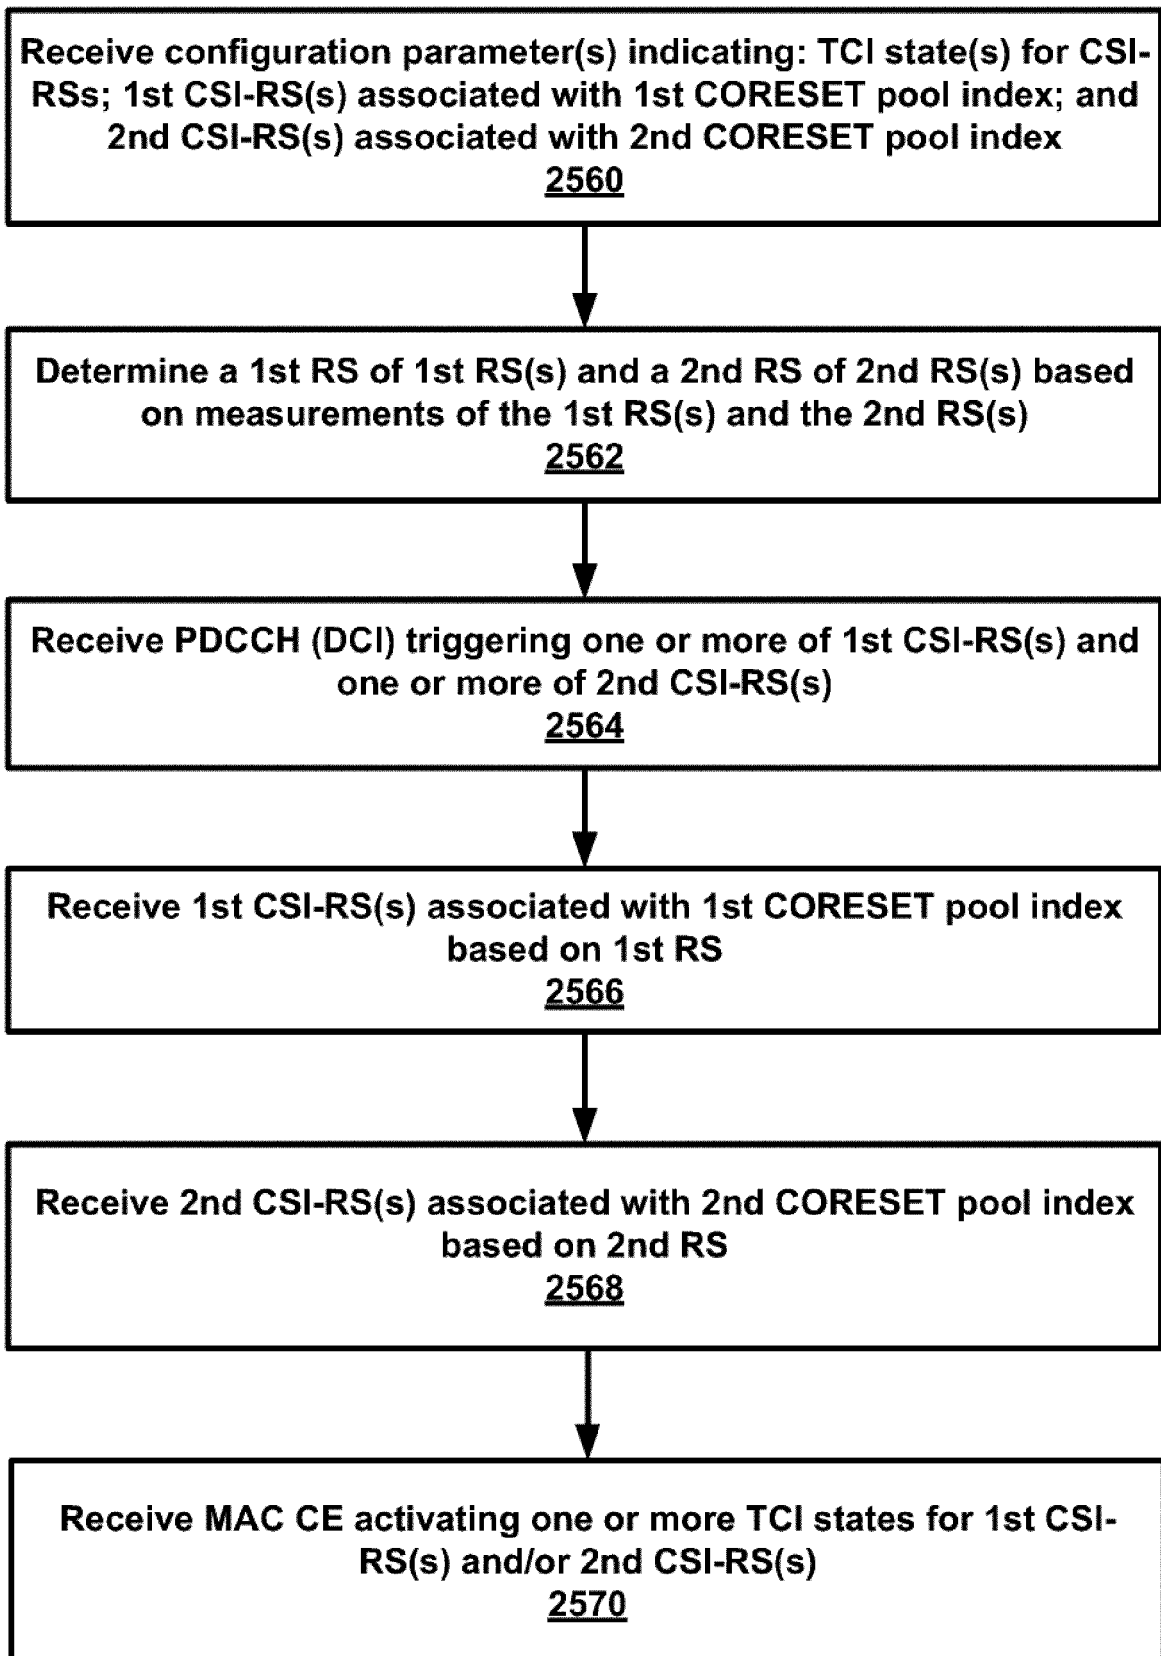 Receive configuration parameter(s) indicating: TCI state(s) for CSI-
RSs; 1st CSI-RS(s) associated with 1st CORESET pool index; and
2nd CSI-RS(s) associated with 2nd CORESET pool index
2560
Determine a 1st RS of 1st RS(s) and a 2nd RS of 2nd RS(s) based
on measurements of the 1st RS(s) and the 2nd RS(s)
2562
Receive PDCCH (DCI) triggering one or more of 1st CSI-RS(s) and
one or more of 2nd CSI-RS(s)
2564
Receive 1st CSI-RS(s) associated with 1st CORESET pool index
based on 1st RS
2566
Receive 2nd CSI-RS(s) associated with 2nd CORESET pool index
based on 2nd RS
2568
Receive MAC CE activating one or more TCI states for 1st CSI-
RS(s) and/or 2nd CSI-RS(s)
2570